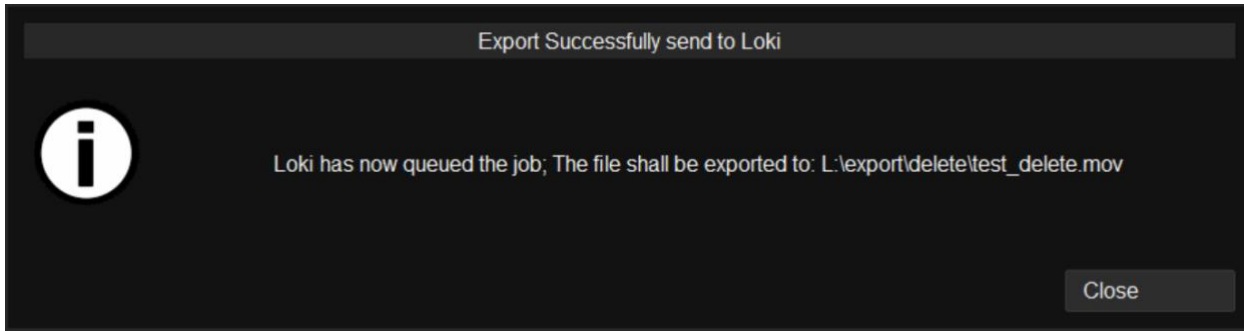 Export Successfully send to Loki
Loki has now queued the job; The file shall be exported to: L:\export\delete\test_delete.mov
Close